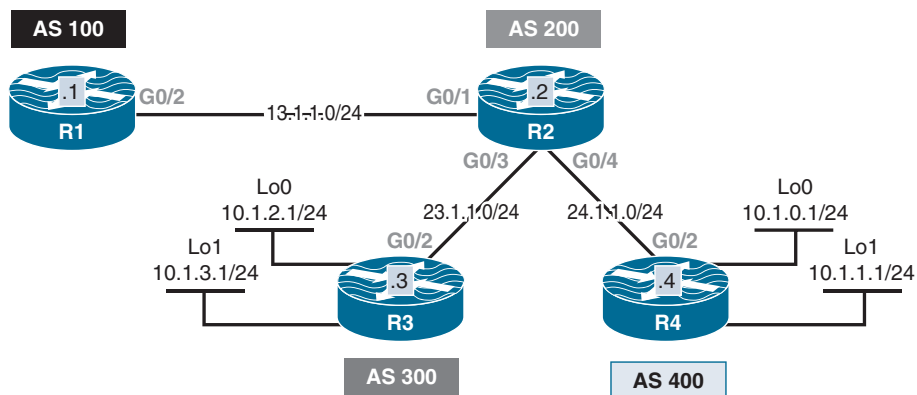 AS 100
AS 200
.1
G0/2
13.1.1.0/24
G0/1
.2
R1
R2
G0/3
G0/4
Lo0
10.1.2.1/24
23.1.1.0/24
24.1.1.0/24
Lo0
10.1.0.1/24
Lo1
10.1.3.1/24
G0/2
G0/2
Lo1
10.1.1.1/24
.3
.4
R3
R4
AS 300
AS 400